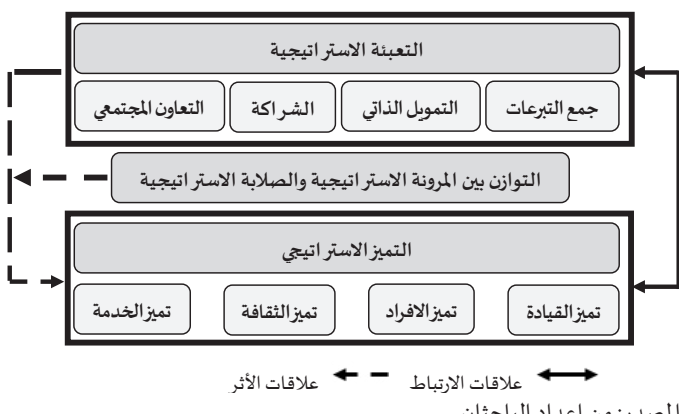 التعبئة الاستراتيجية
جمع التبرعات التمويل الذاتي الشراكة التعاون المجتمعي
التوازن بين المرونة الاستراتيجية والصلابة الاستراتيجية
التميز الاستراتيجي
تميز القيادة تميز الافراد تميز الثقافة تميز الخدمة
علاقات الارتباط علاقات الأثر